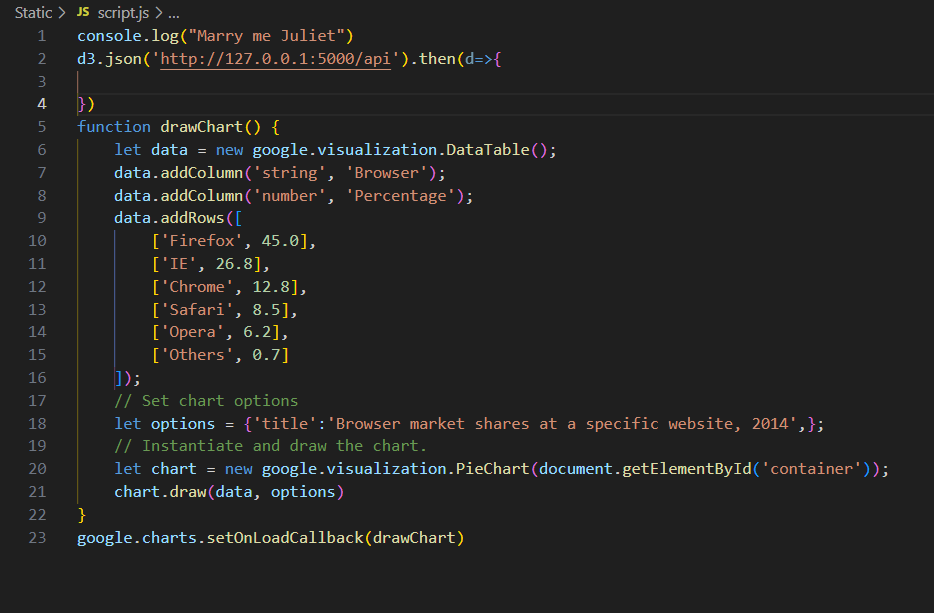 Static > JS script.js > ...
1 console.log("Marry me Juliet")
2 d3.json('http://127.0.0.1:5000/api').then(d=>{
3
4 })
5 function drawChart() {
6     let data = new google.visualization.DataTable();
7     data.addColumn('string', 'Browser');
8     data.addColumn('number', 'Percentage');
9     data.addRows([
10         ['Firefox', 45.0],
11         ['IE', 26.8],
12         ['Chrome', 12.8],
13         ['Safari', 8.5],
14         ['Opera', 6.2],
15         ['Others', 0.7]
16     ]);
17     // Set chart options
18     let options = {'title':'Browser market shares at a specific website, 2014',};
19     // Instantiate and draw the chart.
20     let chart = new google.visualization.PieChart(document.getElementById('container'));
21     chart.draw(data, options)
22 }
23 google.charts.setOnLoadCallback(drawChart)